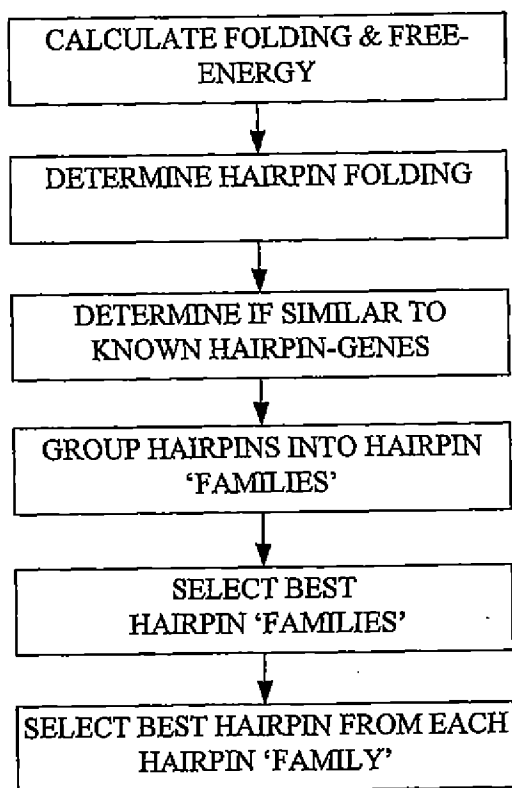 CALCULATE FOLDING & FREE-
ENERGY
DETERMINE HAIRPIN FOLDING
DETERMINE IF SIMILAR TO
KNOWN HAIRPIN-GENES
GROUP HAIRPINS INTO HAIRPIN
‘FAMILIES’
SELECT BEST
HAIRPIN ‘FAMILIES’
SELECT BEST HAIRPIN FROM EACH
HAIRPIN ‘FAMILY’